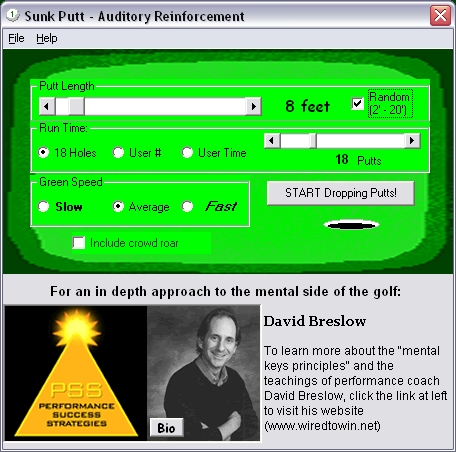 Sunk Putt - Auditory Reinforcement
File Help
Putt Length
8 feet
Random
(2' - 20')
Run Time:
18 Holes User # User Time
18 Putts
Green Speed
Slow Average Fast
START Dropping Putts!
Include crowd roar
For an in depth approach to the mental side of the golf:
PSS
PERFORMANCE
SUCCESS
STRATEGIES
Bio
David Breslow
To learn more about the "mental
keys principles" and the
teachings of performance coach
David Breslow, click the link at left
to visit his website
(www.wiredtowin.net)